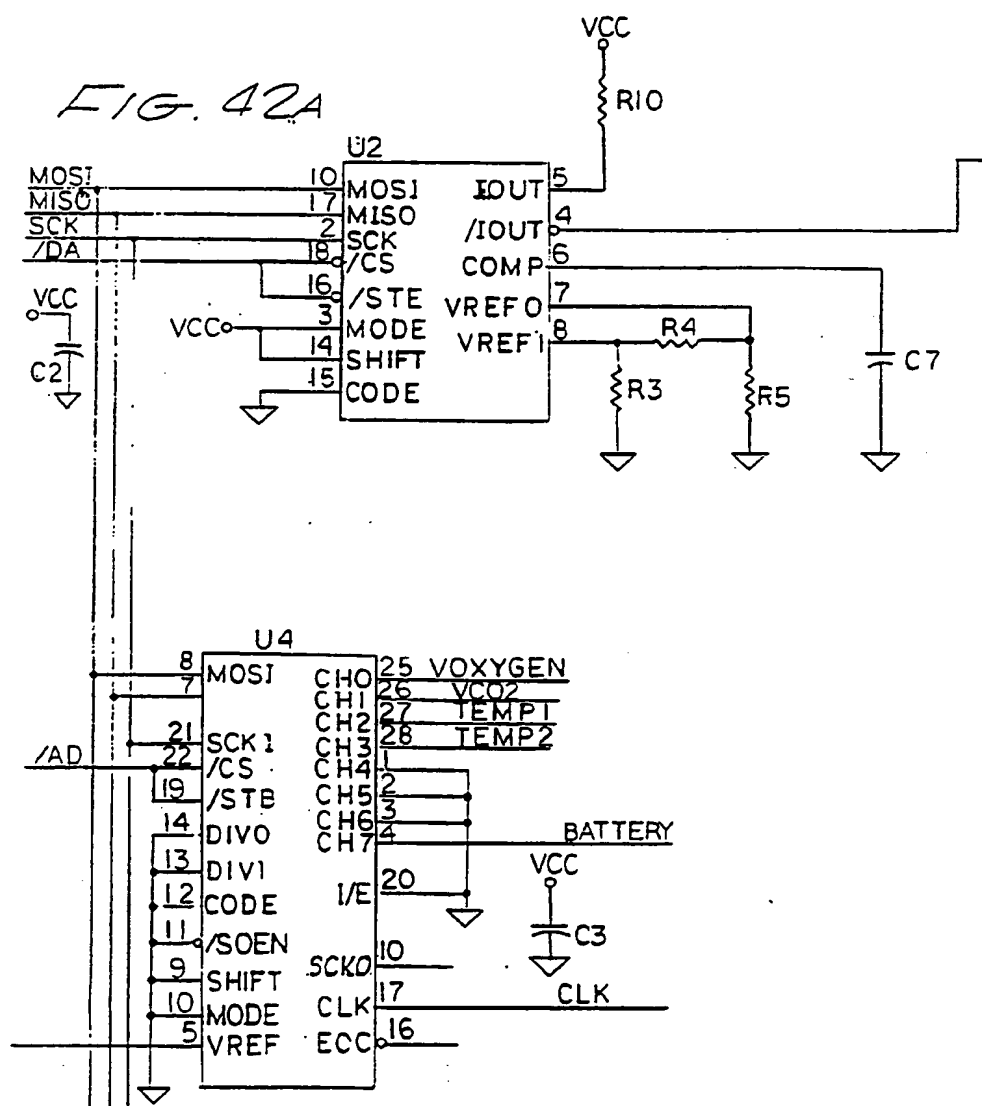 FIG. 42A
VCC
R10
U2
MOSI 10 MOSI IOUT 5
MISO 17 MISO /IOUT 4
SCK 2 SCK
/DA 18 /CS COMP 6
16 /STE VREFO 7
VCC 3 MODE VREFI 8 R4
14 SHIFT
15 CODE
VCC
C2
R3
R5
C7
U4
8 MOSI CH0 25 VOXYGEN
7 CH1 26 VCO2
CH2 27 TEMP1
21 SCK1 CH3 28 TEMP2
/AD 22 /CS CH4 1
19 /STB CH5 2
CH6 3
14 DIV0 CH7 4 BATTERY
13 DIV1
12 CODE I/E 20
VCC
C3
11 /SOEN
9 SHIFT SCKO 10
10 MODE CLK 17 CLK
5 VREF ECC 16